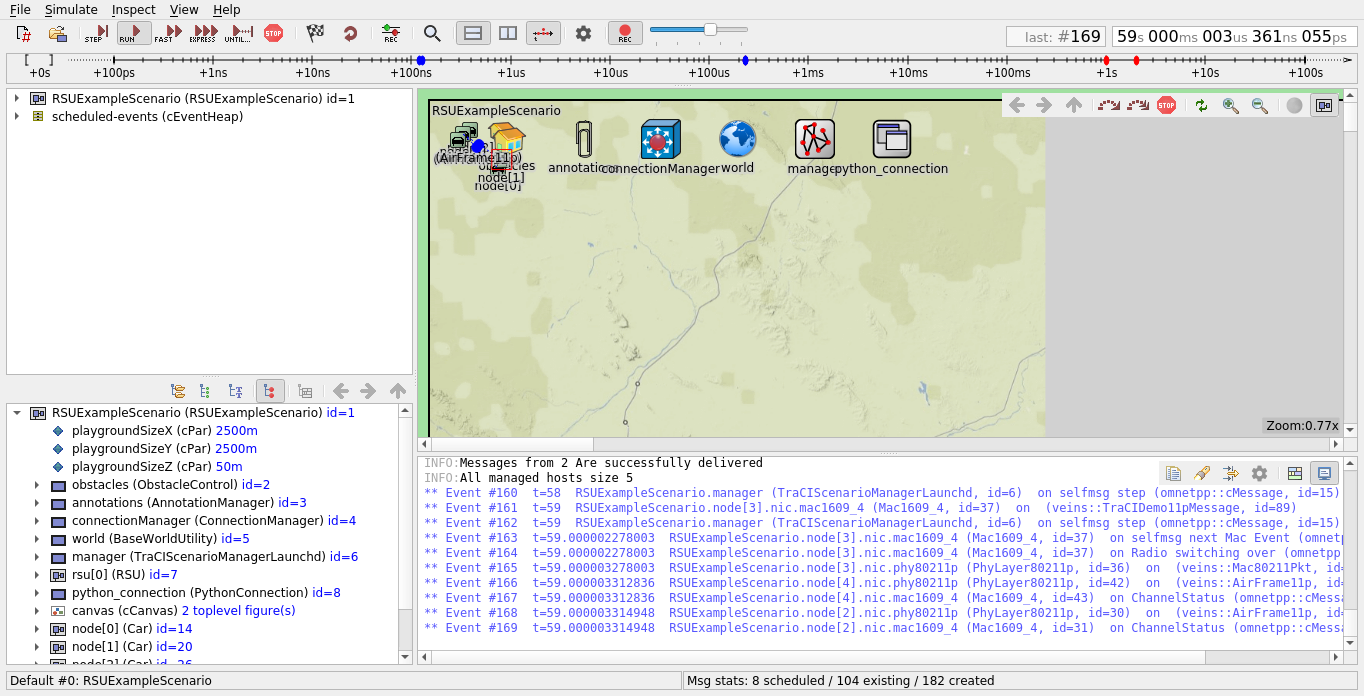 File Simulate Inspect View Help
STEP RUN FAST EXPRESS UNTIL... STOP REC REC
last: #169 59s 000ms 003us 361ns 055ps
+0s +100ps +1ns +10ns +100ns +1us +10us +100us +1ms +10ms +100ms +1s +10s +100s
RSUExampleScenario (RSUExampleScenario) id=1
scheduled-events (cEventHeap)
RSUExampleScenario
STOP
(AirFrame11p)
node[1]
node[0]
annotatio connectionManager world manage python_connection
Zoom:0.77x
RSUExampleScenario (RSUExampleScenario) id=1
playgroundSizeX (cPar) 2500m
playgroundSizeY (cPar) 2500m
playgroundSizeZ (cPar) 50m
obstacles (ObstacleControl) id=2
annotations (AnnotationManager) id=3
connectionManager (ConnectionManager) id=4
world (BaseWorldUtility) id=5
manager (TraCIScenarioManagerLaunchd) id=6
rsu[0] (RSU) id=7
python_connection (PythonConnection) id=8
canvas (cCanvas) 2 toplevel figure(s)
node[0] (Car) id=14
node[1] (Car) id=20
node[2] (Car) id=26
INFO:Messages from 2 Are successfully delivered
INFO:All managed hosts size 5
** Event #160 t=58 RSUExampleScenario.manager (TraCIScenarioManagerLaunchd, id=6) on selfmsg step (omnetpp::cMessage, id=15)
** Event #161 t=59 RSUExampleScenario.node[3].nic.mac1609_4 (Mac1609_4, id=37) on (veins::TraCIDemo11pMessage, id=89)
** Event #162 t=59 RSUExampleScenario.manager (TraCIScenarioManagerLaunchd, id=6) on selfmsg step (omnetpp::cMessage, id=15)
** Event #163 t=59.000002278003 RSUExampleScenario.node[3].nic.mac1609_4 (Mac1609_4, id=37) on selfmsg next Mac Event (omnetp
** Event #164 t=59.000002278003 RSUExampleScenario.node[3].nic.mac1609_4 (Mac1609_4, id=37) on Radio switching over (omnetpp
** Event #165 t=59.000003278003 RSUExampleScenario.node[3].nic.phy80211p (PhyLayer80211p, id=36) on (veins::Mac80211Pkt, id=
** Event #166 t=59.000003312836 RSUExampleScenario.node[4].nic.phy80211p (PhyLayer80211p, id=42) on (veins::AirFrame11p, id=
** Event #167 t=59.000003312836 RSUExampleScenario.node[4].nic.mac1609_4 (Mac1609_4, id=43) on ChannelStatus (omnetpp::cMess
** Event #168 t=59.000003314948 RSUExampleScenario.node[2].nic.phy80211p (PhyLayer80211p, id=30) on (veins::AirFrame11p, id=
** Event #169 t=59.000003314948 RSUExampleScenario.node[2].nic.mac1609_4 (Mac1609_4, id=31) on ChannelStatus (omnetpp::cMess
Default #0: RSUExampleScenario
Msg stats: 8 scheduled / 104 existing / 182 created